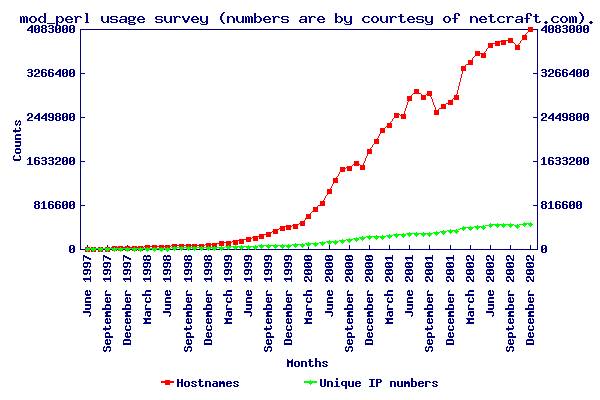 mod_perl usage survey (numbers are by courtesy of netcraft.com).
4083000 4083000
3266400 3266400
2449800 2449800
1633200 1633200
816600 816600
0 0
Counts
June 1997
September 1997
December 1997
March 1998
June 1998
September 1998
December 1998
March 1999
June 1999
September 1999
December 1999
March 2000
June 2000
September 2000
December 2000
March 2001
June 2001
September 2001
December 2001
March 2002
June 2002
September 2002
December 2002
Months
Hostnames Unique IP numbers